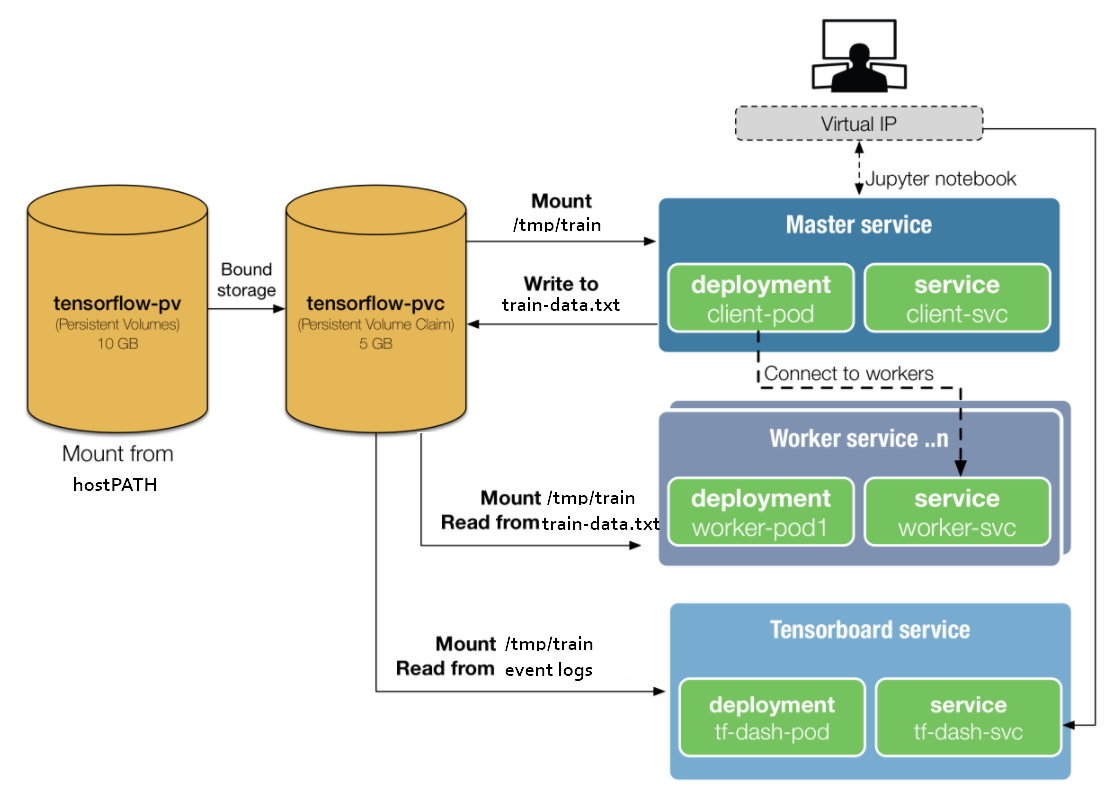 Virtual IP
Jupyter notebook
Mount
/tmp/train
Master service
Bound
storage
Write to
train-data.txt
deployment
client-pod
service
client-svc
tensorflow-pv
(Persistent Volumes)
10 GB
tensorflow-pvc
(Persistent Volume Claim)
5 GB
Connect to workers
Mount from
hostPATH
Worker service ..n
Mount /tmp/train
Read from train-data.txt
deployment
worker-pod1
service
worker-svc
Tensorboard service
Mount /tmp/train
Read from event logs
deployment
tf-dash-pod
service
tf-dash-svc